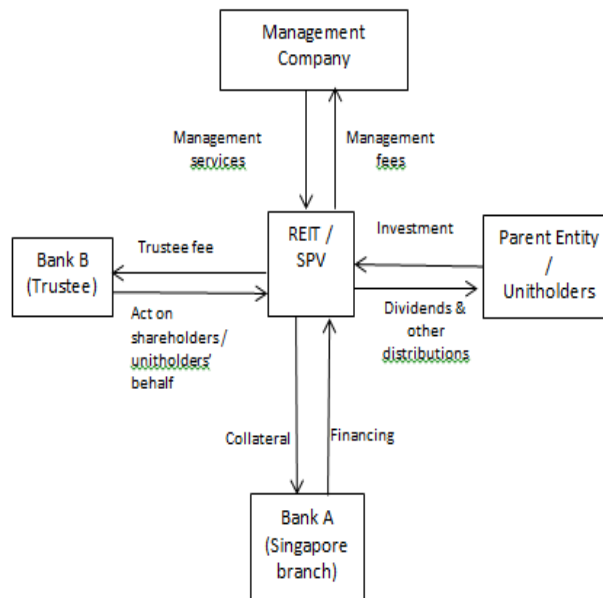 Management
Company
Management
services
Management
fees
REIT /
SPV
Investment
Parent Entity
/
Unitholders
Bank B
(Trustee)
Trustee fee
Act on
shareholders /
unitholders'
behalf
Dividends &
other
distributions
Collateral
Financing
Bank A
(Singapore
branch)